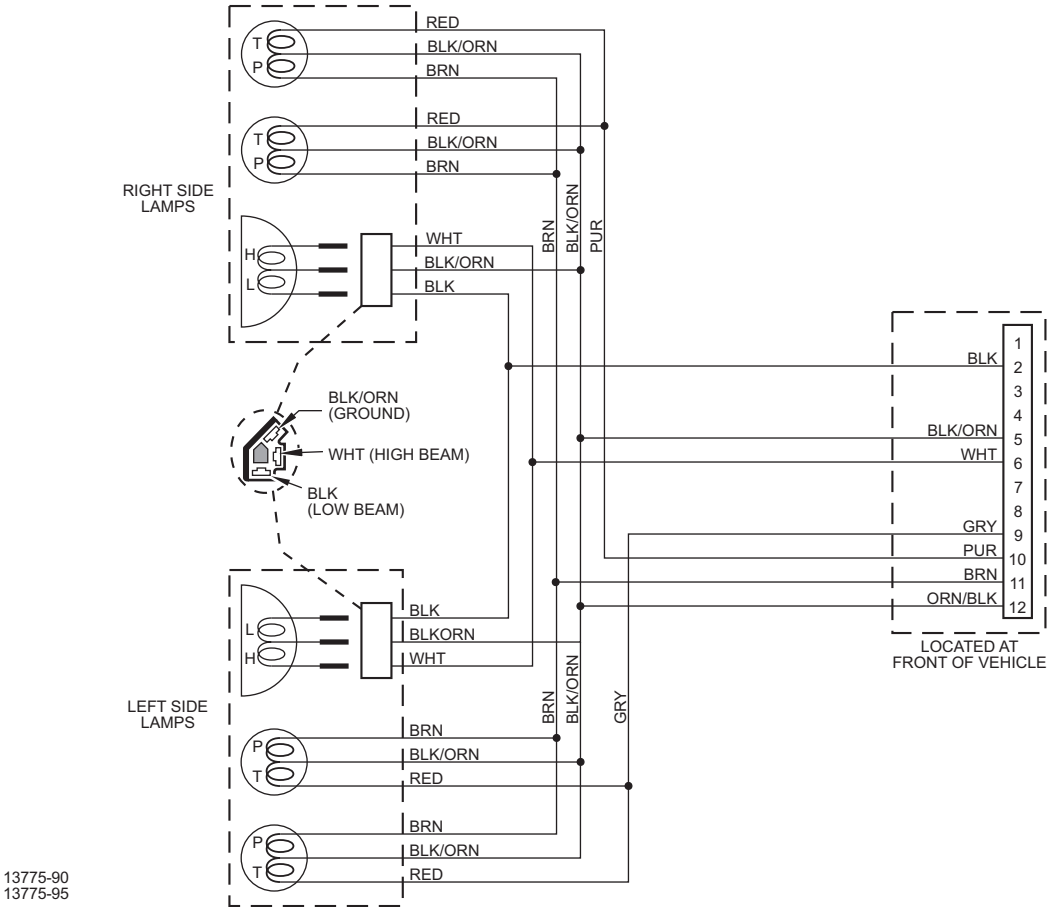 RED
T
BLK/ORN
P
BRN
RED
T
BLK/ORN
P
BRN
RIGHT SIDE
LAMPS
BRN
BLK/ORN
PUR
WHT
H
BLK/ORN
L
BLK
1
BLK
2
3
4
BLK/ORN
5
WHT
6
7
8
GRY
9
PUR
10
BRN
11
ORN/BLK
12
LOCATED AT
FRONT OF VEHICLE
BLK/ORN
(GROUND)
WHT (HIGH BEAM)
BLK
(LOW BEAM)
BLK
L
BLKORN
H
WHT
LEFT SIDE
LAMPS
BRN
BLK/ORN
GRY
BRN
P
BLK/ORN
T
RED
BRN
P
BLK/ORN
T
RED
13775-90
13775-95